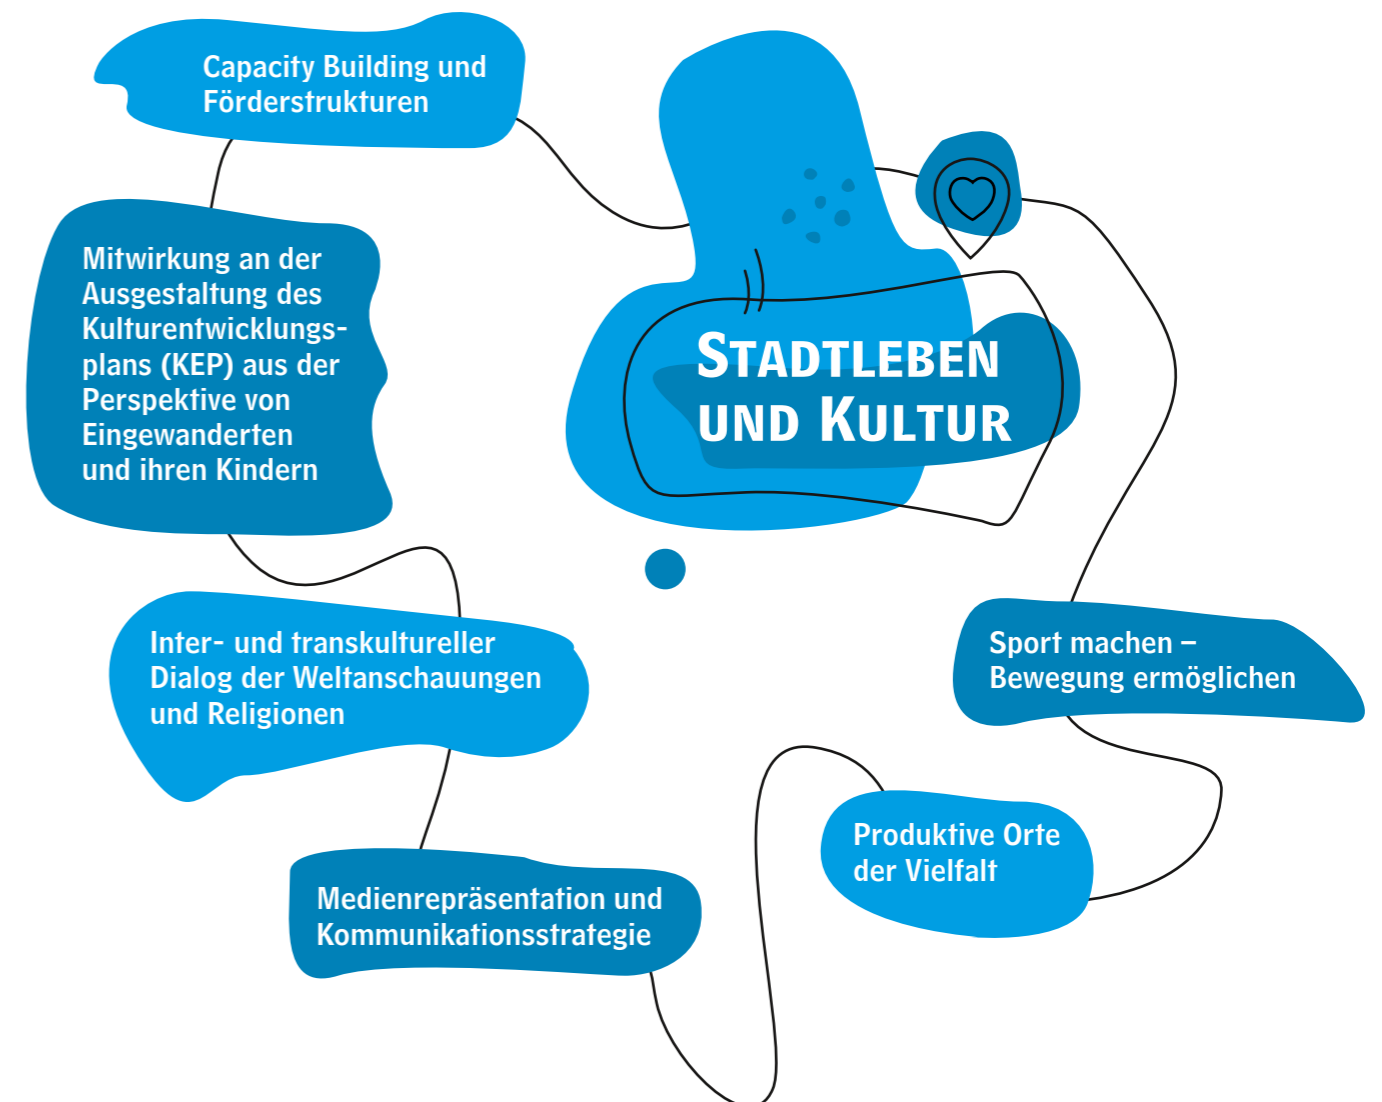 Capacity Building und
Förderstrukturen
Mitwirkung an der
Ausgestaltung des
Kulturentwicklungs-
plans (KEP) aus der
Perspektive von
Eingewanderten
und ihren Kindern
STADTLEBEN
UND KULTUR
Inter- und transkultureller
Dialog der Weltanschauungen
und Religionen
Sport machen –
Bewegung ermöglichen
Produktive Orte
der Vielfalt
Medienrepräsentation und
Kommunikationsstrategie